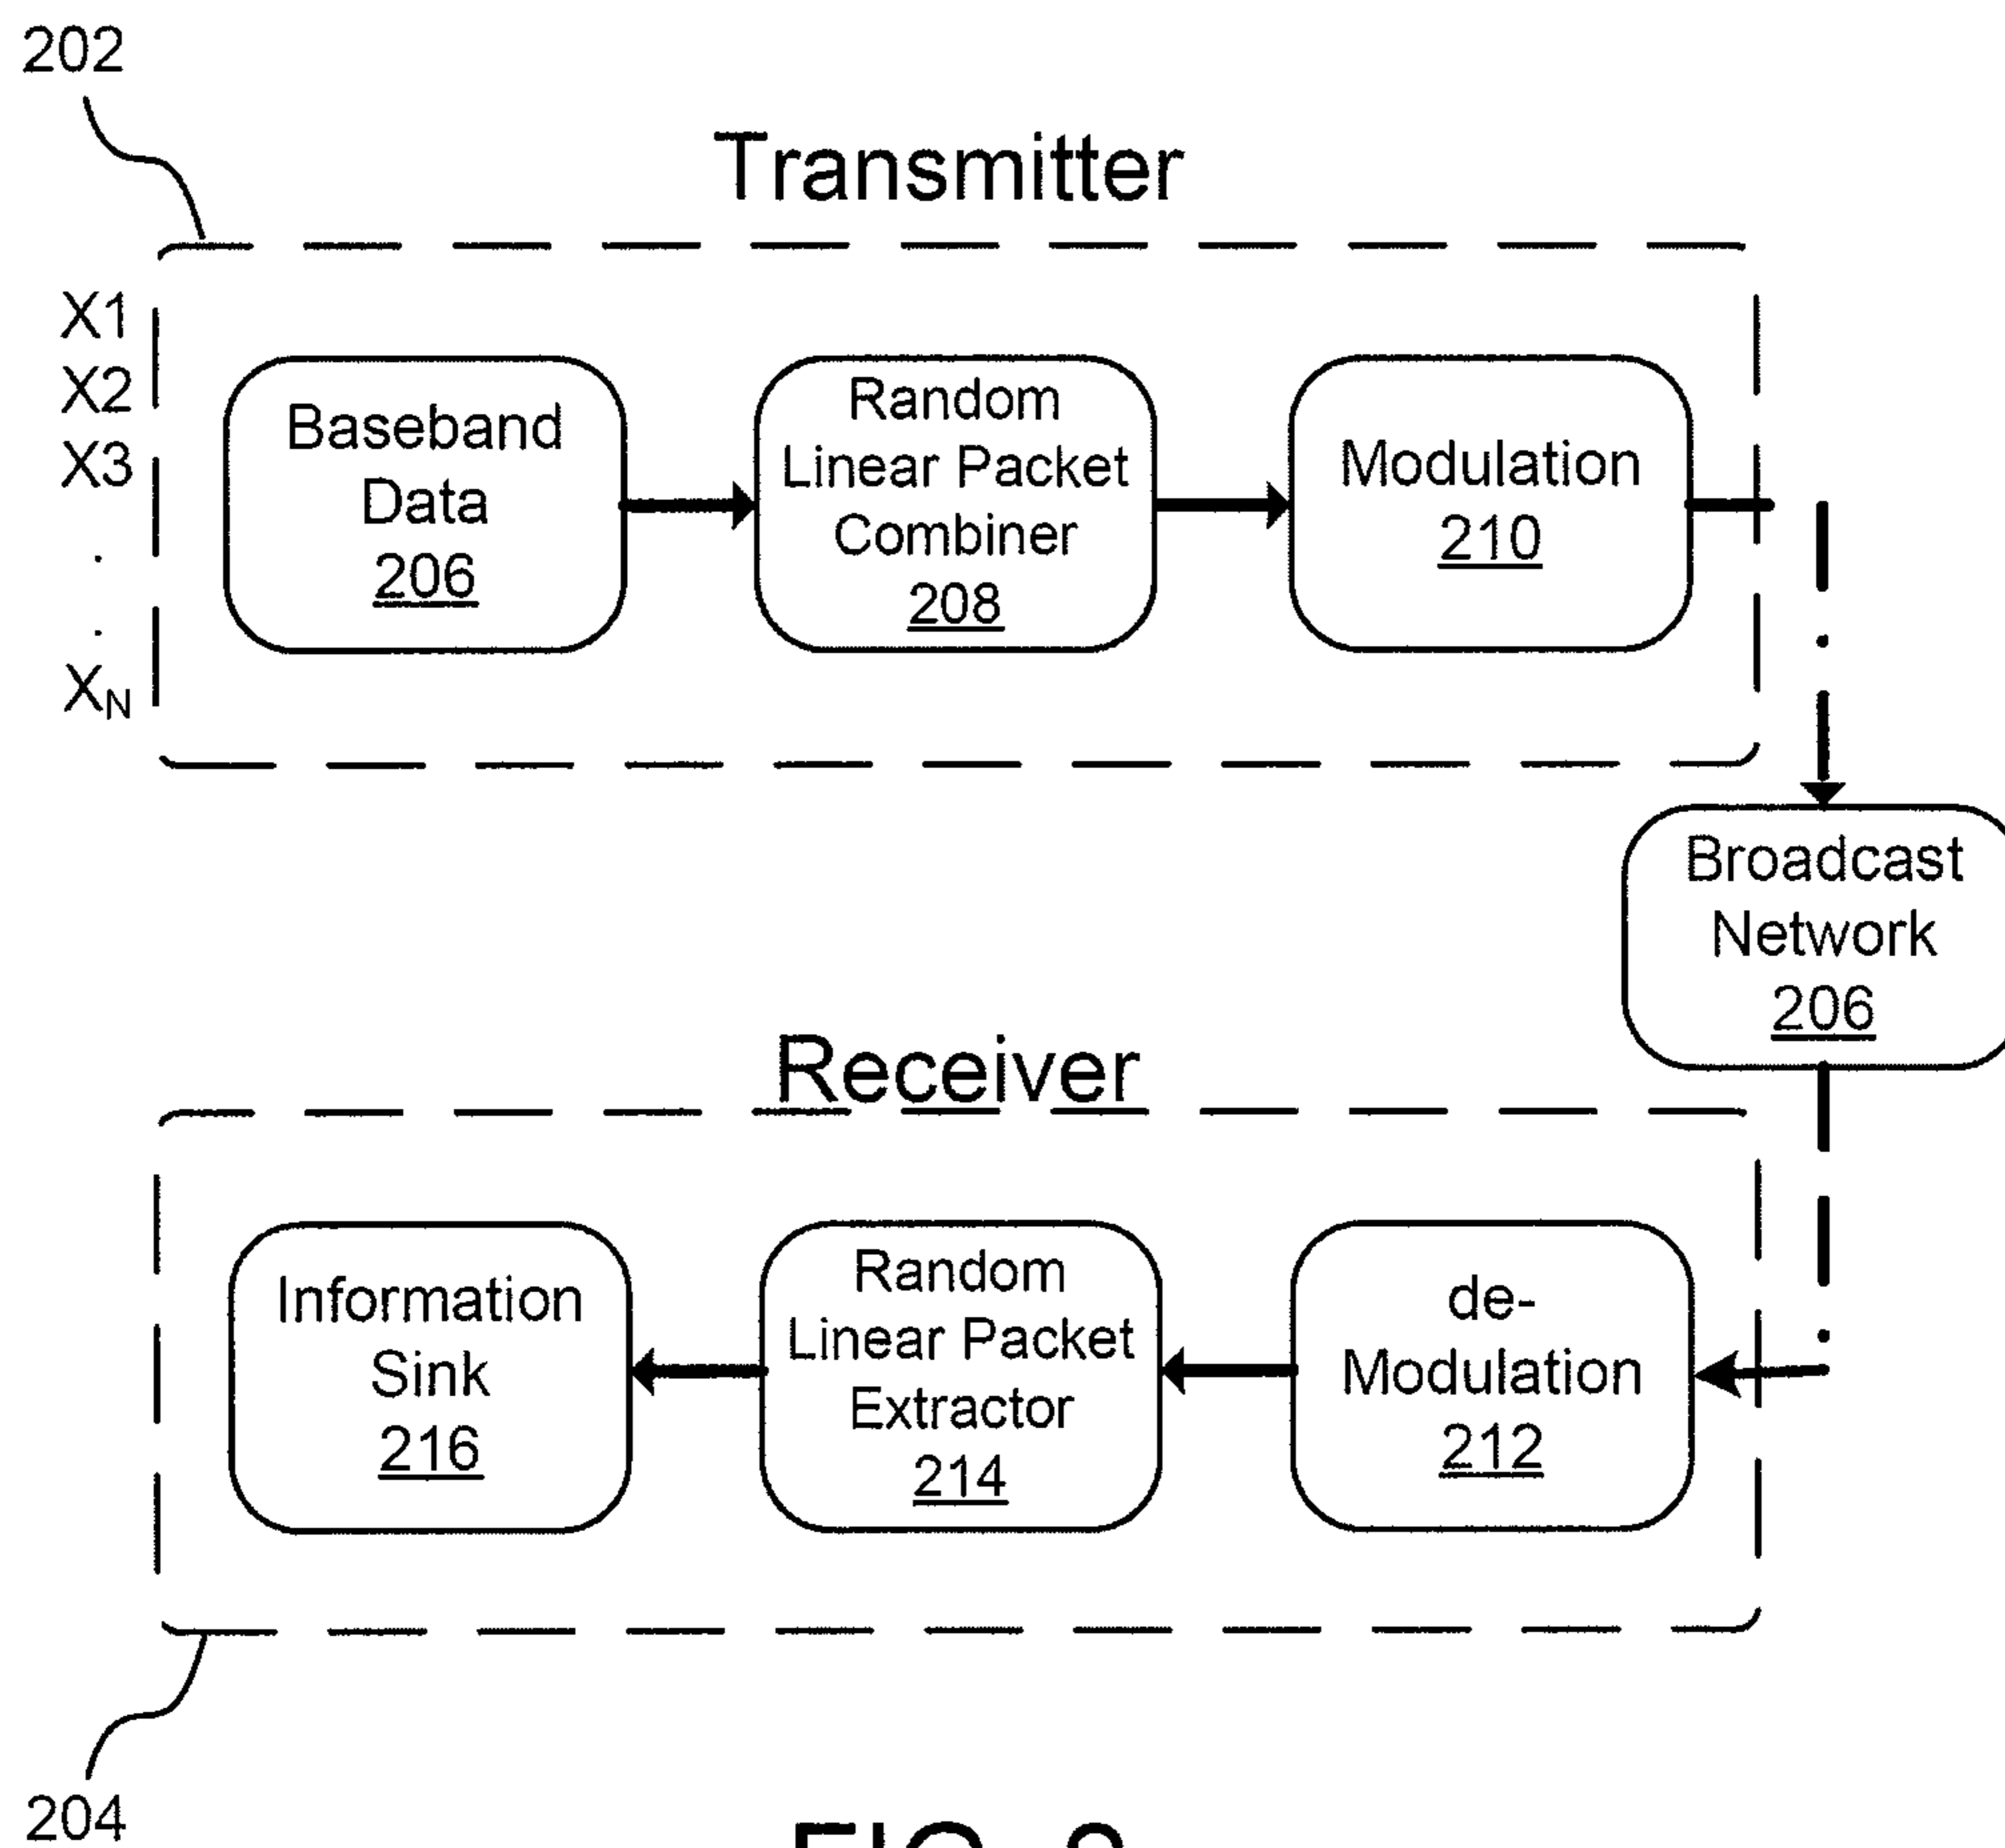 202
Transmitter
X1
X2
X3
.
.
XN
Baseband
Data
206
Random
Linear Packet
Combiner
208
Modulation
210
Broadcast
Network
206
Receiver
Information
Sink
216
Random
Linear Packet
Extractor
214
de-
Modulation
212
204